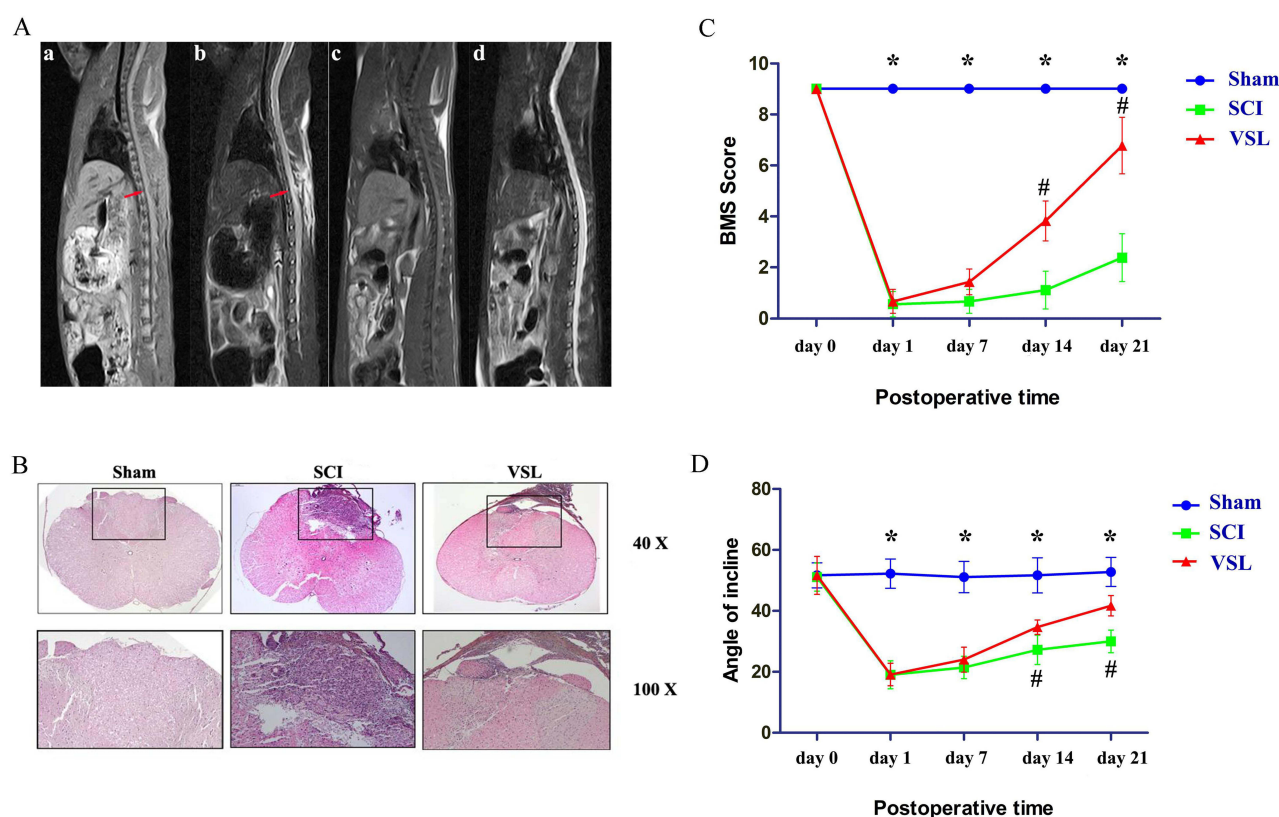 A
a b c d
B
Sham SCI VSL
40 X
100 X
C
10
8
6
4
2
0
BMS Score
* * * *
# #
day 0 day 1 day 7 day 14 day 21
Postoperative time
Sham
SCI
VSL
D
80
60
40
20
0
Angle of incline
* * * *
# #
day 0 day 1 day 7 day 14 day 21
Postoperative time
Sham
SCI
VSL